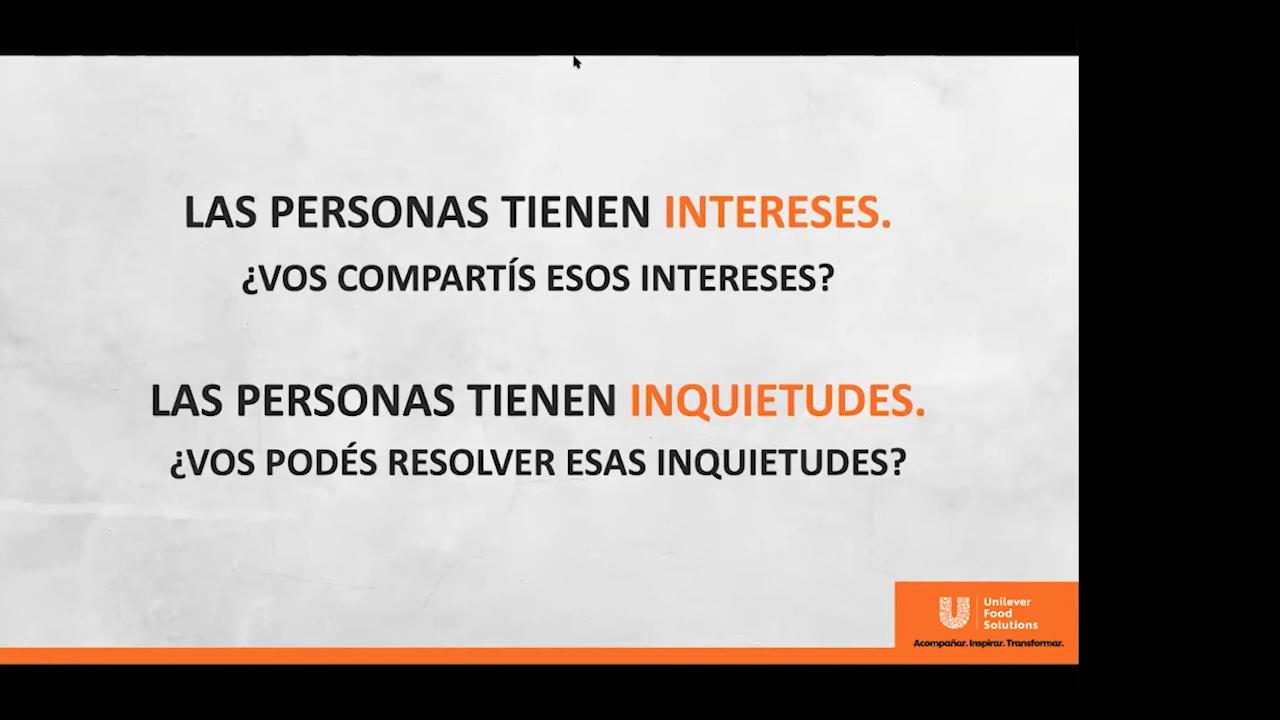 LAS PERSONAS TIENEN INTERESES.
¿VOS COMPARTÍS ESOS INTERESES?
LAS PERSONAS TIENEN INQUIETUDES.
¿VOS PODÉS RESOLVER ESAS INQUIETUDES?
Unilever
Food
Solutions
Acompañar. Inspirar. Transformar.